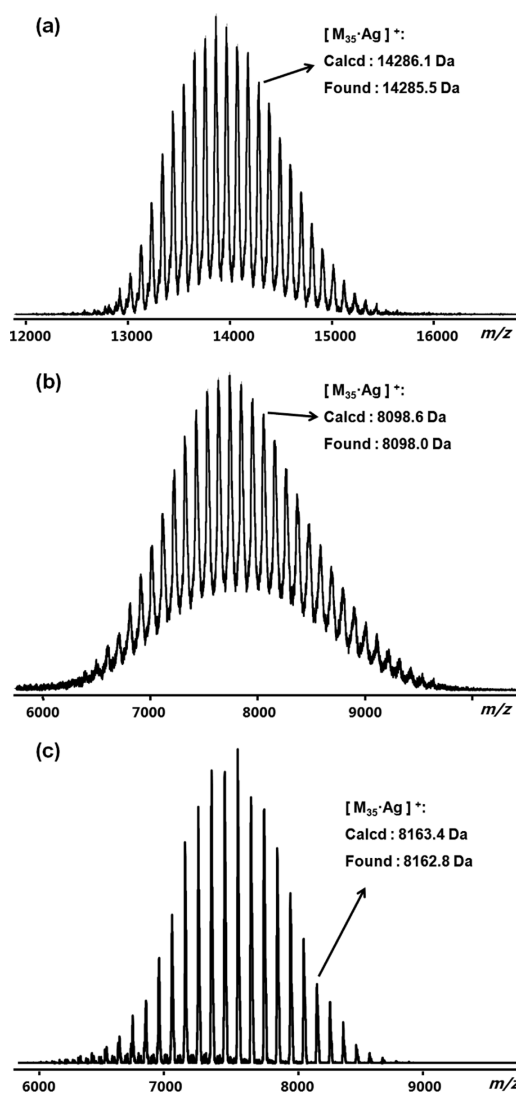 (a)
[ M₃₅·Ag ]⁺:
Calcd : 14286.1 Da
Found : 14285.5 Da
12000 13000 14000 15000 16000 m/z
(b)
[ M₃₅·Ag ]⁺:
Calcd : 8098.6 Da
Found : 8098.0 Da
6000 7000 8000 9000 m/z
(c)
[ M₃₅·Ag ]⁺:
Calcd : 8163.4 Da
Found : 8162.8 Da
6000 7000 8000 9000 m/z